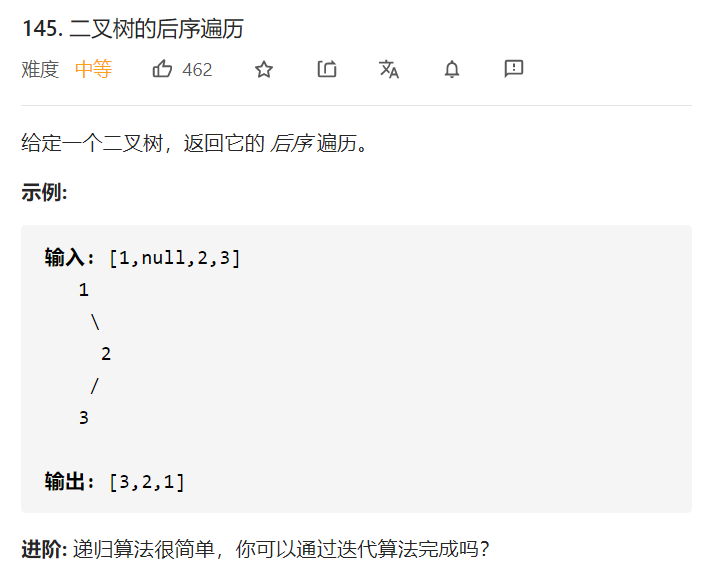 145. 二叉树的后序遍历
难度 中等 462
给定一个二叉树，返回它的 后序 遍历。
示例:
输入: [1,null,2,3]
1
\
2
/
3
输出: [3,2,1]
进阶: 递归算法很简单，你可以通过迭代算法完成吗？